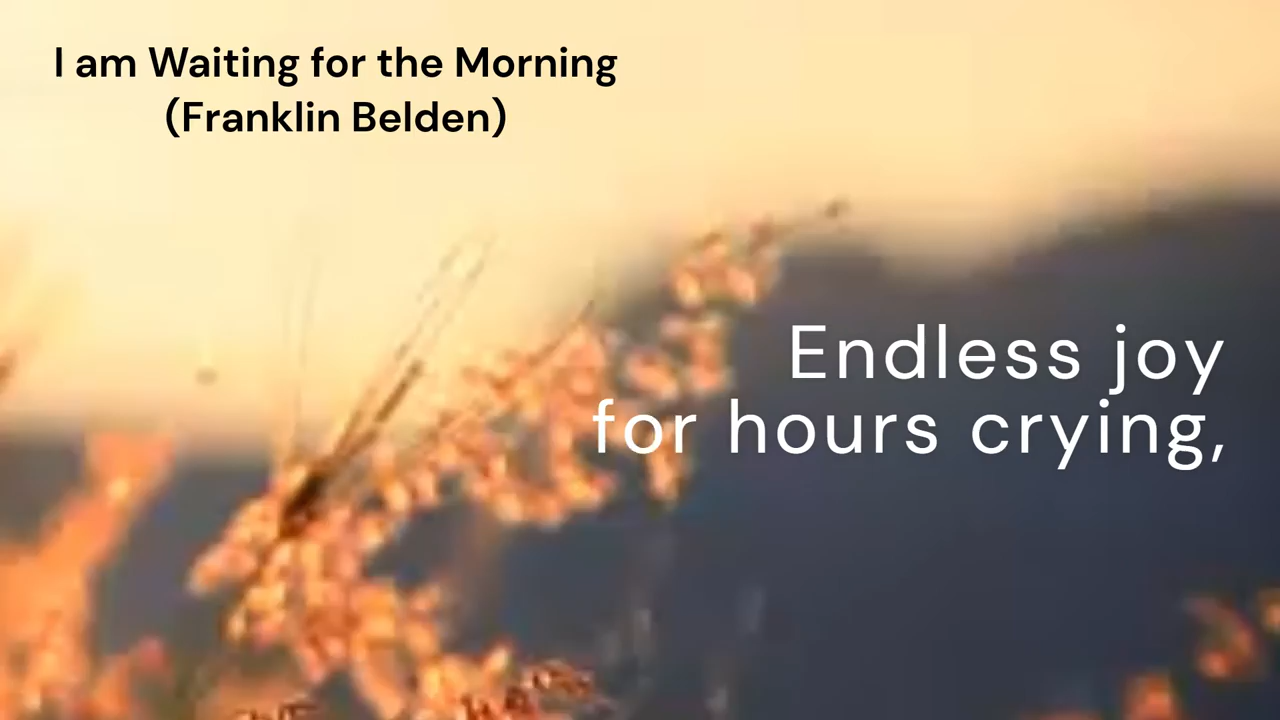 I am Waiting for the Morning
(Franklin Belden)
Endless joy
for hours crying,